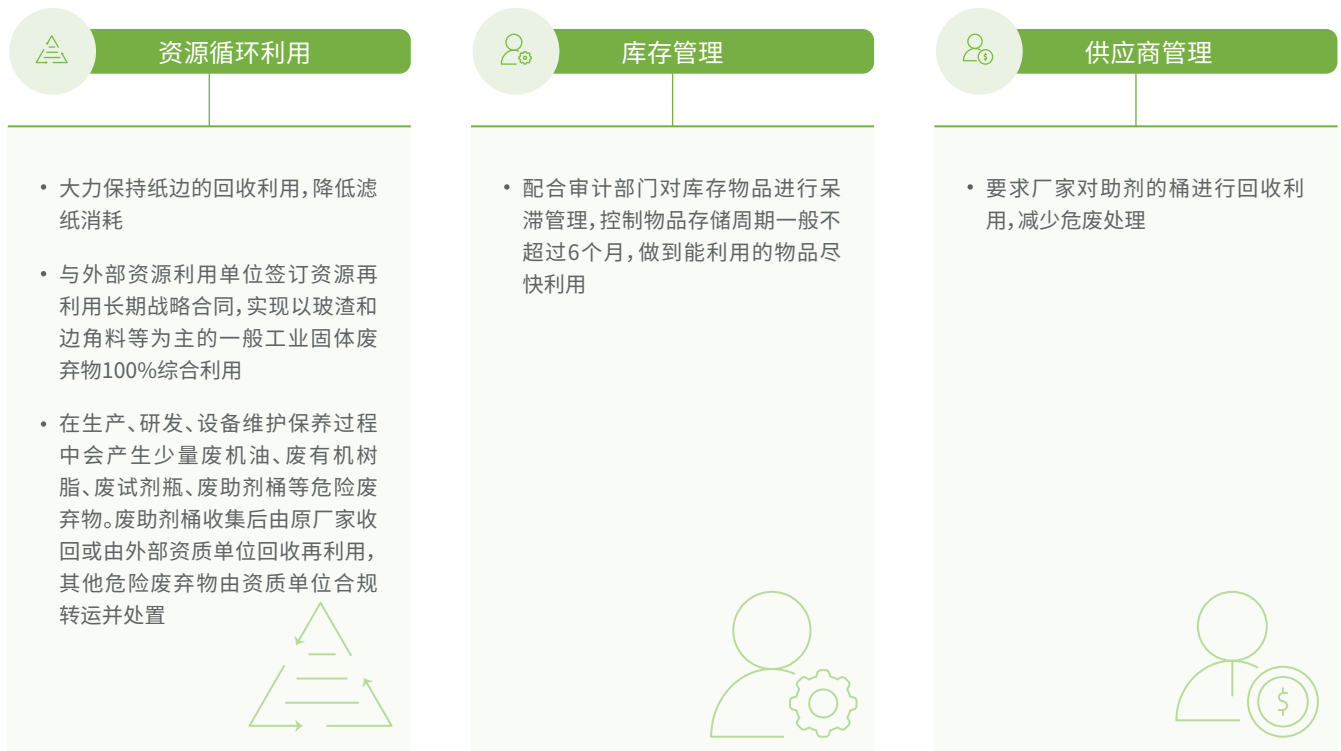 资源循环利用
• 大力保持纸边的回收利用，降低滤
纸消耗
• 与外部资源利用单位签订资源再
利用长期战略合同，实现以玻渣和
边角料等为主的一般工业固体废
弃物100%综合利用
• 在生产、研发、设备维护保养过程
中会产生少量废机油、废有机树
脂、废试剂瓶、废助剂桶等危险废
弃物。废助剂桶收集后由原厂家收
回或由外部资质单位回收再利用，
其他危险废弃物由资质单位合规
转运并处置
库存管理
• 配合审计部门对库存物品进行呆
滞管理，控制物品存储周期一般不
超过6个月，做到能利用的物品尽
快利用
供应商管理
• 要求厂家对助剂的桶进行回收利
用，减少危废处理
$
$